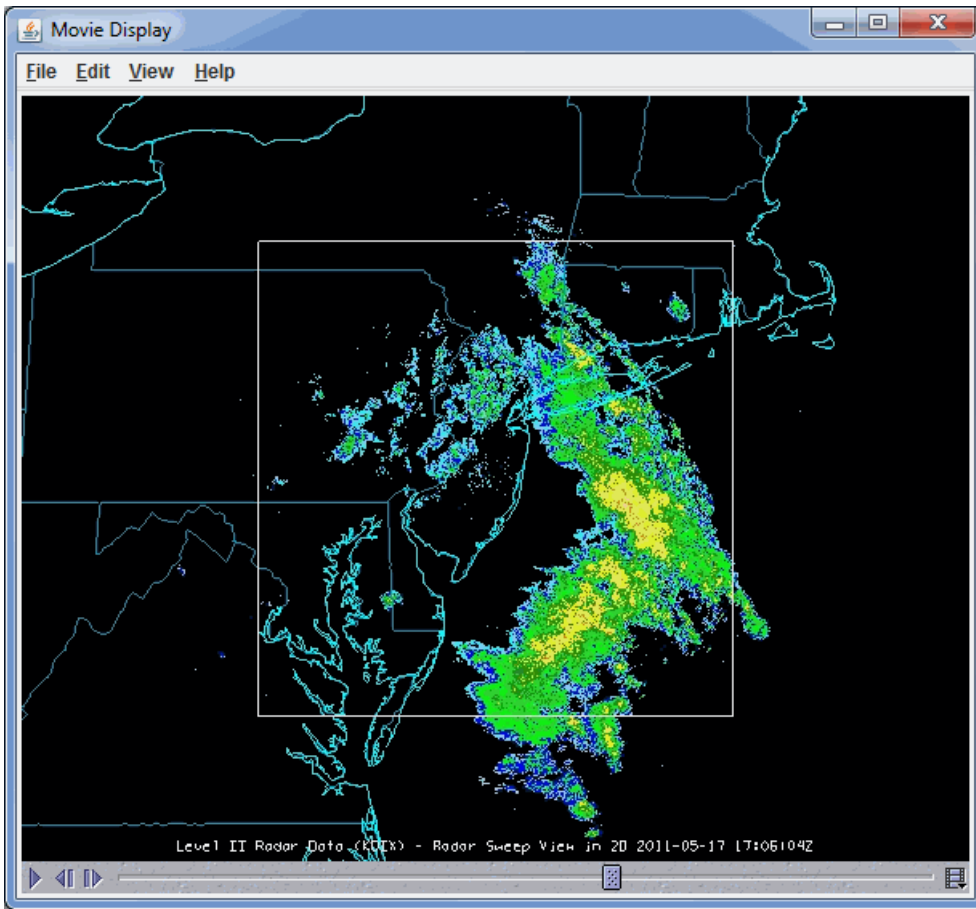 Movie Display
File Edit View Help
Level II Radar Data (KDIX) - Radar Sweep View in 2D 2011-05-17 17:06:04Z